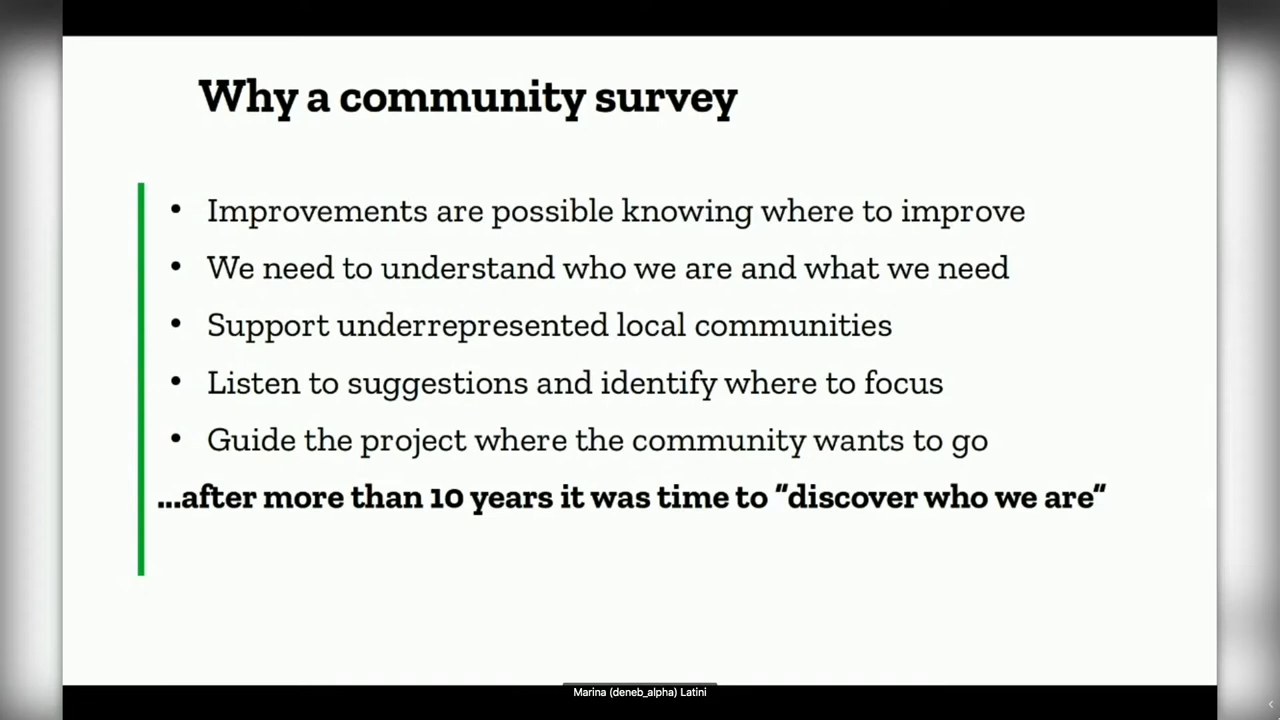 Why a community survey
• Improvements are possible knowing where to improve
• We need to understand who we are and what we need
• Support underrepresented local communities
• Listen to suggestions and identify where to focus
• Guide the project where the community wants to go
...after more than 10 years it was time to “discover who we are”
Marina (deneb_alpha) Latini